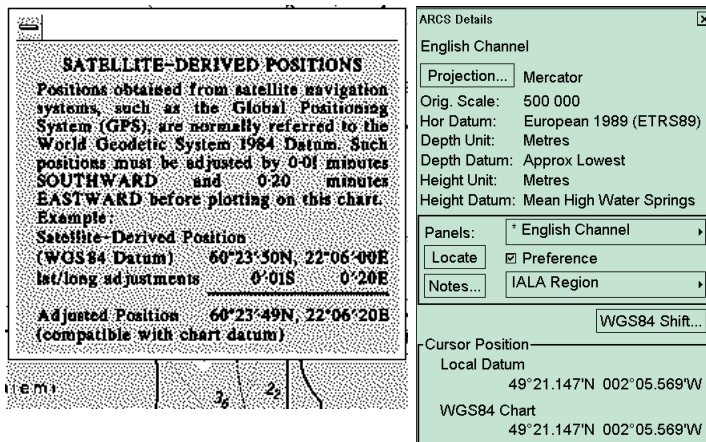 SATELLITE-DERIVED POSITIONS
Positions obtained from satellite navigation
systems, such as the Global Positioning
System (GPS), are normally referred to the
World Geodetic System 1984 Datum. Such
positions must be adjusted by 0·01 minutes
SOUTHWARD and 0·20 minutes
EASTWARD before plotting on this chart.
Example:
Satellite-Derived Position
(WGS84 Datum) 60°23'·50N, 22°06'·00E
lat/long adjustments 0'·01S 0'·20E
Adjusted Position 60°23'·49N, 22°06'·20E
(compatible with chart datum)
3₆
2₂
ARCS Details
English Channel
Projection... Mercator
Orig. Scale: 500 000
Hor Datum: European 1989 (ETRS89)
Depth Unit: Metres
Depth Datum: Approx Lowest
Height Unit: Metres
Height Datum: Mean High Water Springs
Panels: * English Channel
Locate Preference
Notes... IALA Region
WGS84 Shift...
Cursor Position
Local Datum
49°21.147'N 002°05.569'W
WGS84 Chart
49°21.147'N 002°05.569'W